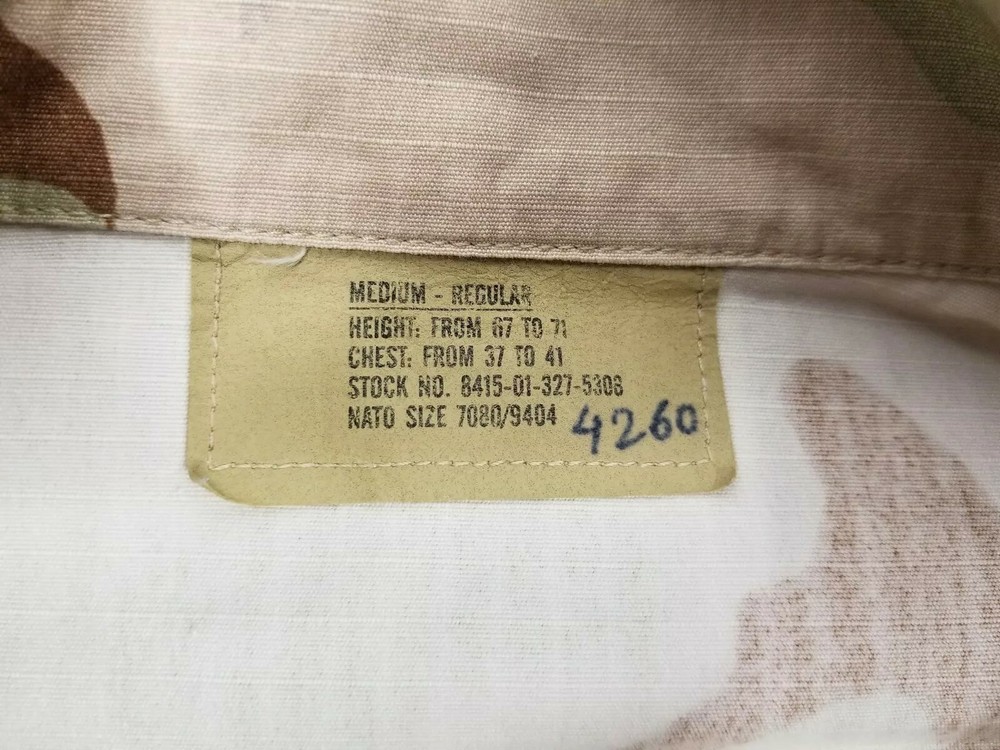 MEDIUM - REGULAR
HEIGHT: FROM 67 TO 71
CHEST: FROM 37 TO 41
STOCK NO. 8415-01-327-5308
NATO SIZE 7080/9404
4260